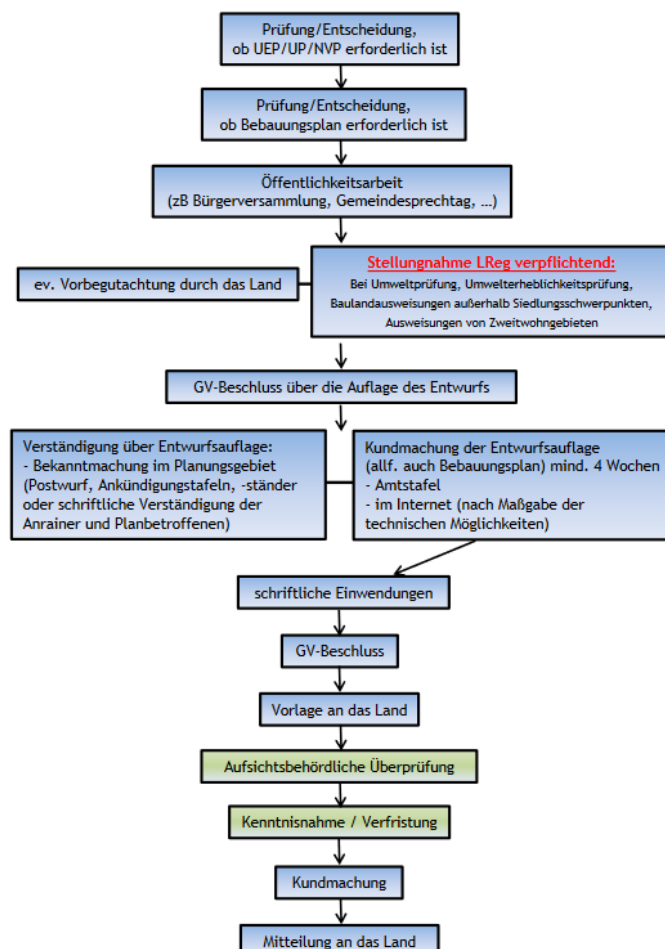 Prüfung/Entscheidung,
ob UEP/UP/NVP erforderlich ist
Prüfung/Entscheidung,
ob Bebauungsplan erforderlich ist
Öffentlichkeitsarbeit
(zB Bürgerversammlung, Gemeindesprechtag, …)
ev. Vorbegutachtung durch das Land
Stellungnahme LReg verpflichtend:
Bei Umweltprüfung, Umwelterheblichkeitsprüfung,
Baulandausweisungen außerhalb Siedlungsschwerpunkten,
Ausweisungen von Zweitwohngebieten
GV-Beschluss über die Auflage des Entwurfs
Verständigung über Entwurfsauflage:
- Bekanntmachung im Planungsgebiet
(Postwurf, Ankündigungstafeln, -ständer
oder schriftliche Verständigung der
Anrainer und Planbetroffenen)
Kundmachung der Entwurfsauflage
(allf. auch Bebauungsplan) mind. 4 Wochen
- Amtstafel
- im Internet (nach Maßgabe der
technischen Möglichkeiten)
schriftliche Einwendungen
GV-Beschluss
Vorlage an das Land
Aufsichtsbehördliche Überprüfung
Kenntnisnahme / Verfristung
Kundmachung
Mitteilung an das Land